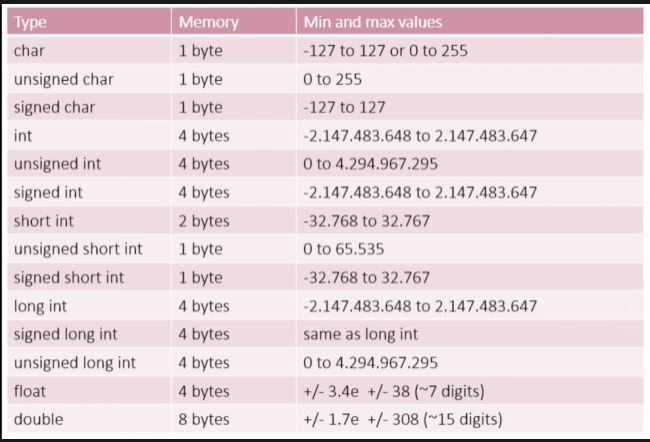 Type Memory Min and max values
char 1 byte -127 to 127 or 0 to 255
unsigned char 1 byte 0 to 255
signed char 1 byte -127 to 127
int 4 bytes -2.147.483.648 to 2.147.483.647
unsigned int 4 bytes 0 to 4.294.967.295
signed int 4 bytes -2.147.483.648 to 2.147.483.647
short int 2 bytes -32.768 to 32.767
unsigned short int 1 byte 0 to 65.535
signed short int 1 byte -32.768 to 32.767
long int 4 bytes -2.147.483.648 to 2.147.483.647
signed long int 4 bytes same as long int
unsigned long int 4 bytes 0 to 4.294.967.295
float 4 bytes +/- 3.4e +/- 38 (~7 digits)
double 8 bytes +/- 1.7e +/- 308 (~15 digits)